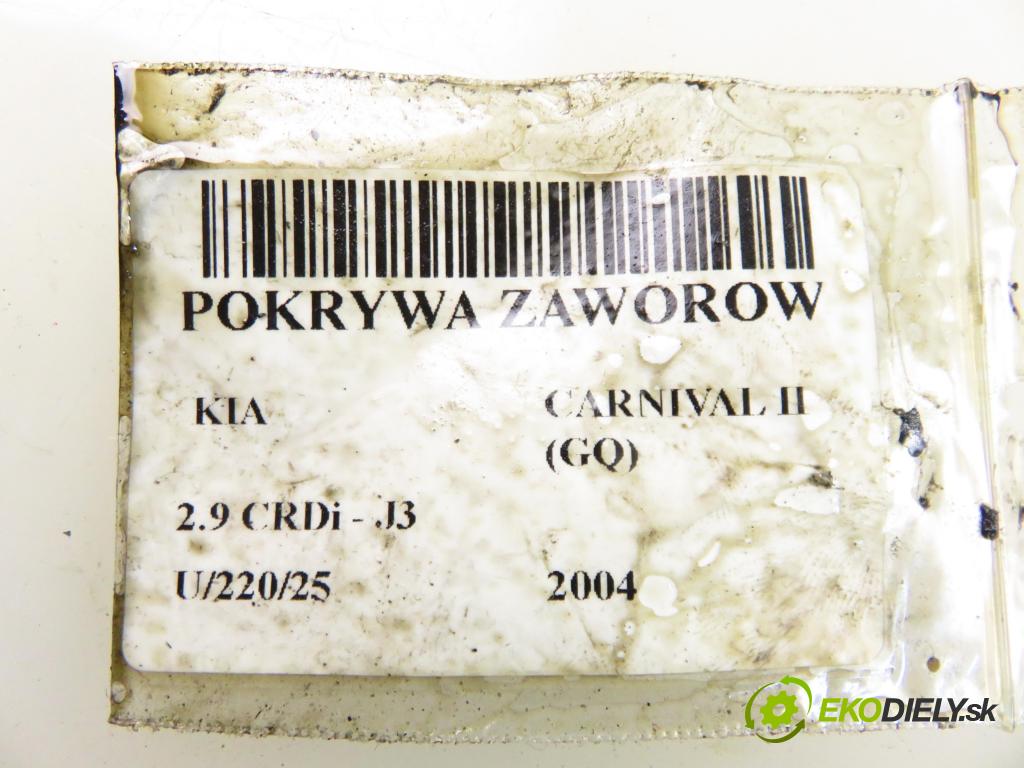 POKRYWA ZAWOROW
KIA CARNIVAL II
(GQ)
2.9 CRDi - J3
U/220/25 2004
EKODIELY.sk